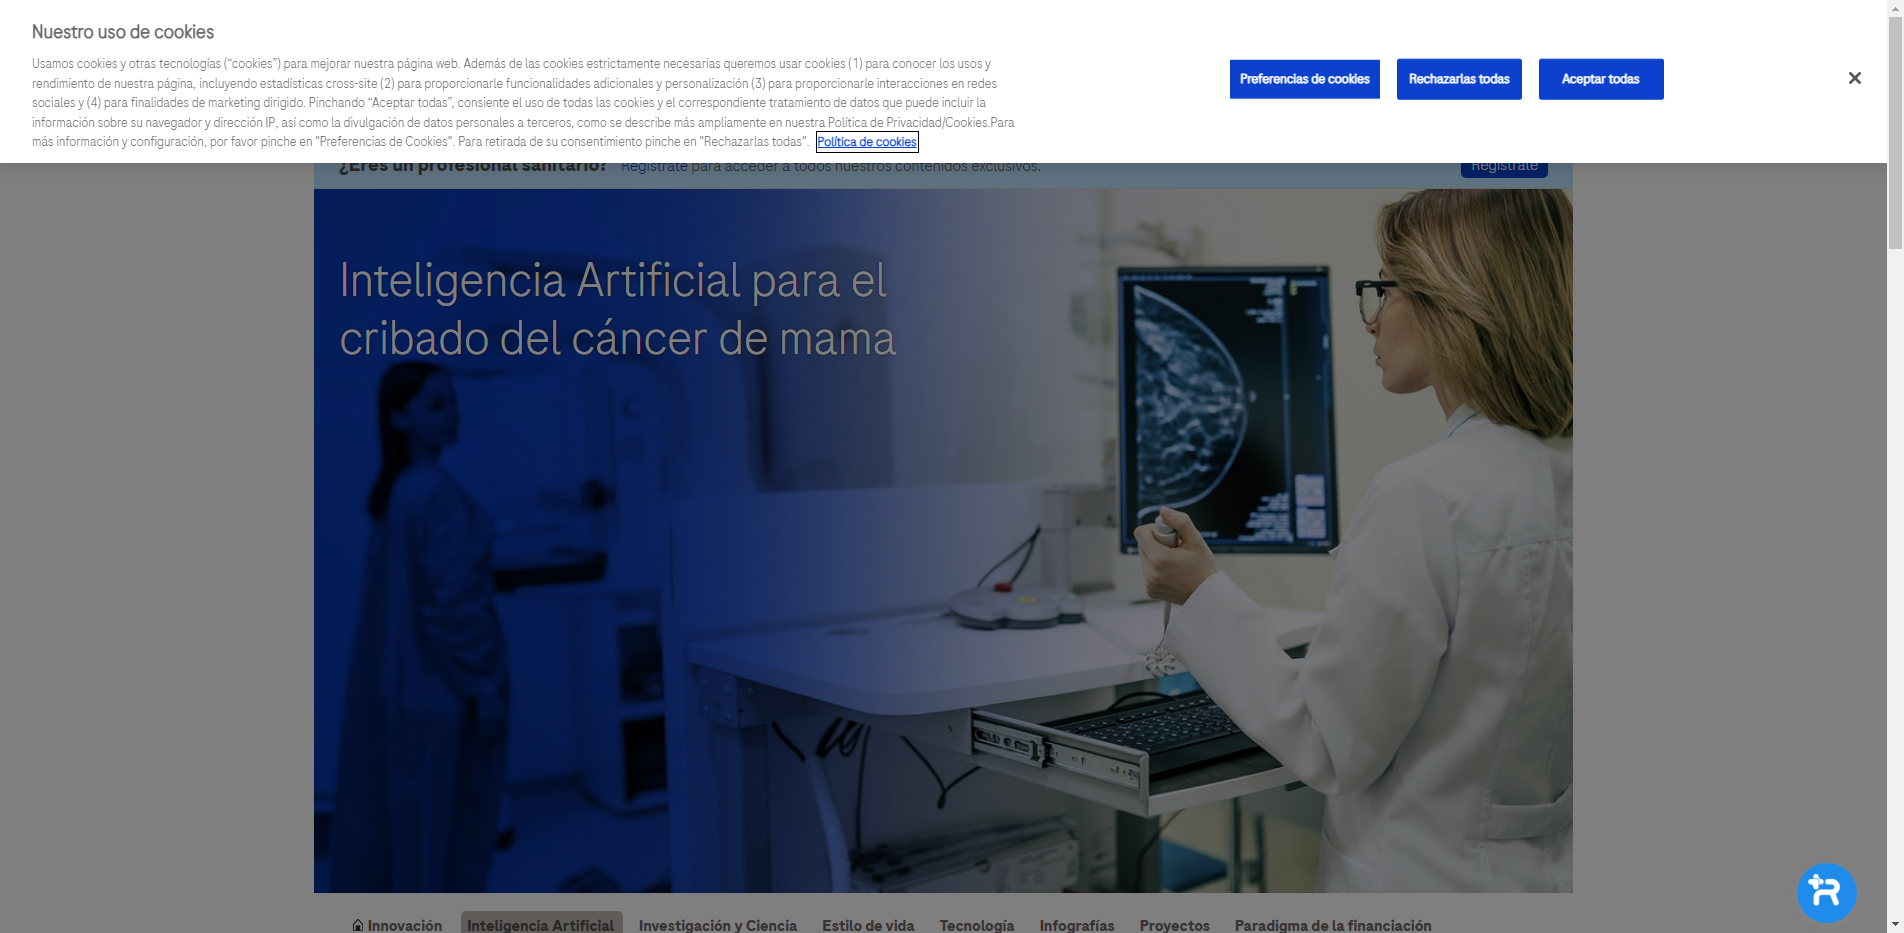 Nuestro uso de cookies
Usamos cookies y otras tecnologías (“cookies”) para mejorar nuestra página web. Además de las cookies estrictamente necesarias queremos usar cookies (1) para conocer los usos y
rendimiento de nuestra página, incluyendo estadísticas cross-site (2) para proporcionarle funcionalidades adicionales y personalización (3) para proporcionarle interacciones en redes
sociales y (4) para finalidades de marketing dirigido. Pinchando “Aceptar todas”, consiente el uso de todas las cookies y el correspondiente tratamiento de datos que puede incluir la
información sobre su navegador y dirección IP, así como la divulgación de datos personales a terceros, como se describe más ampliamente en nuestra Política de Privacidad/Cookies.Para
más información y configuración, por favor pinche en "Preferencias de Cookies". Para retirada de su consentimiento pinche en "Rechazarlas todas". Política de cookies
Preferencias de cookies Rechazarlas todas Aceptar todas
¿Eres un profesional sanitario? Regístrate para acceder a todos nuestros contenidos exclusivos. Regístrate
Inteligencia Artificial para el
cribado del cáncer de mama
Innovación Inteligencia Artificial Investigación y Ciencia Estilo de vida Tecnología Infografías Proyectos Paradigma de la financiación